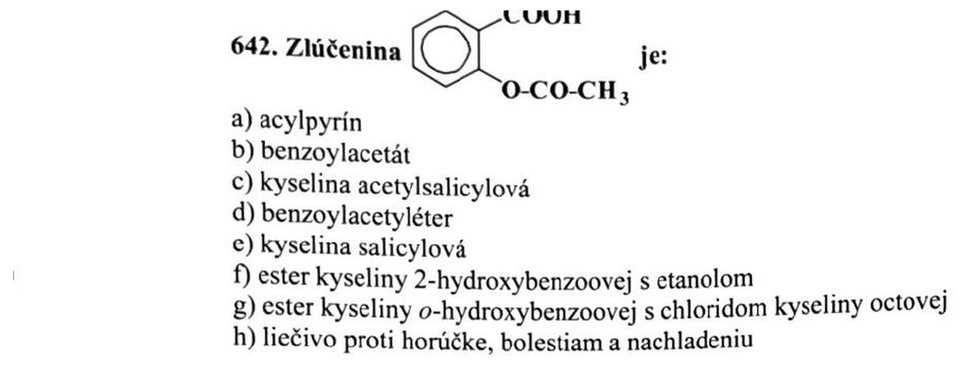 COOH
642. Zlúčenina je:
O-CO-CH3
a) acylpyrín
b) benzoylacetát
c) kyselina acetylsalicylová
d) benzoylacetyléter
e) kyselina salicylová
f) ester kyseliny 2-hydroxybenzoovej s etanolom
g) ester kyseliny o-hydroxybenzoovej s chloridom kyseliny octovej
h) liečivo proti horúčke, bolestiam a nachladeniu